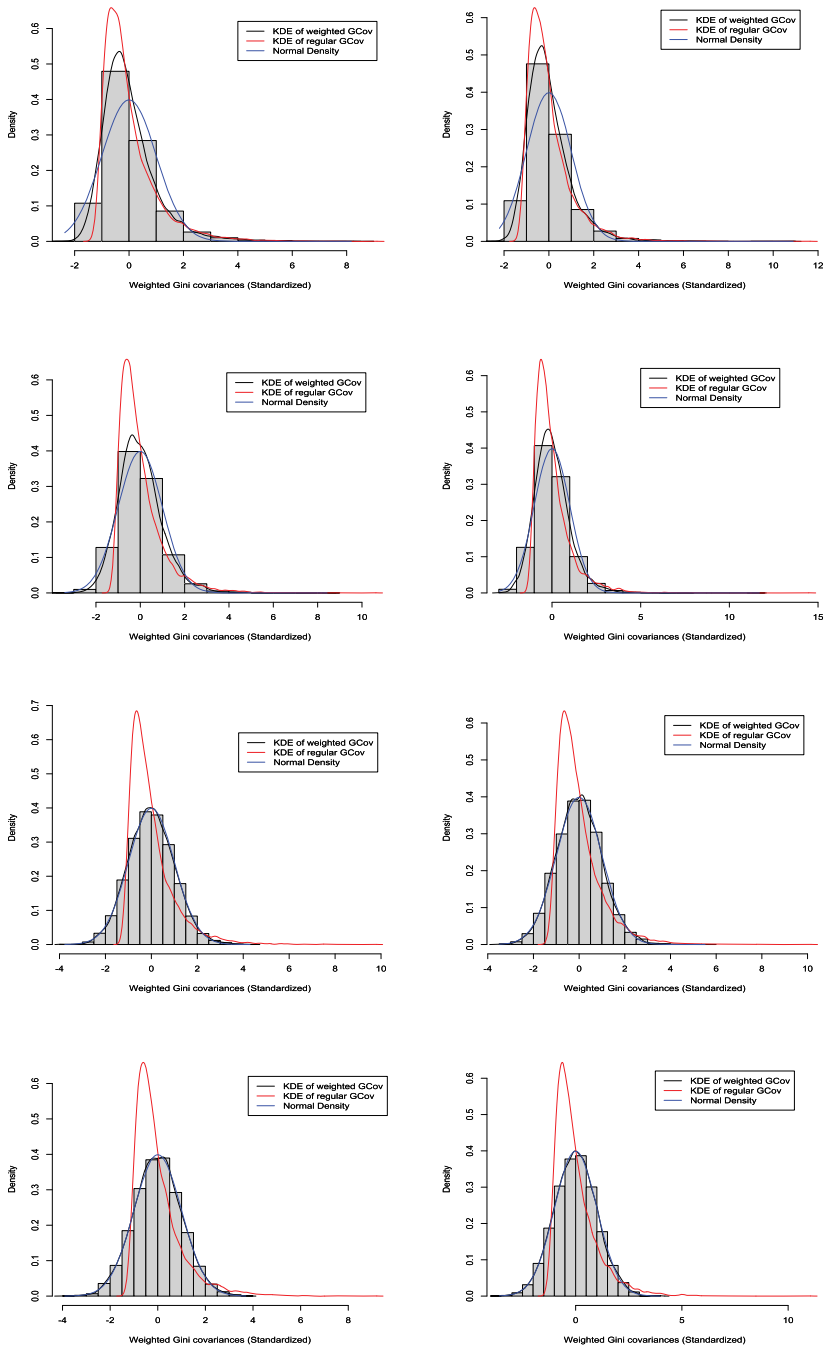 KDE of weighted GCov
KDE of regular GCov
Normal Density
Density
0.0 0.1 0.2 0.3 0.4 0.5 0.6
-2 0 2 4 6 8
Weighted Gini covariances (Standardized)
KDE of weighted GCov
KDE of regular GCov
Normal Density
Density
0.0 0.1 0.2 0.3 0.4 0.5 0.6
-2 0 2 4 6 8 10 12
Weighted Gini covariances (Standardized)
KDE of weighted GCov
KDE of regular GCov
Normal Density
Density
0.0 0.1 0.2 0.3 0.4 0.5 0.6
-2 0 2 4 6 8 10
Weighted Gini covariances (Standardized)
KDE of weighted GCov
KDE of regular GCov
Normal Density
Density
0.0 0.1 0.2 0.3 0.4 0.5 0.6
0 5 10 15
Weighted Gini covariances (Standardized)
KDE of weighted GCov
KDE of regular GCov
Normal Density
Density
0.0 0.1 0.2 0.3 0.4 0.5 0.6 0.7
-4 -2 0 2 4 6 8 10
Weighted Gini covariances (Standardized)
KDE of weighted GCov
KDE of regular GCov
Normal Density
Density
0.0 0.1 0.2 0.3 0.4 0.5 0.6
-4 -2 0 2 4 6 8 10
Weighted Gini covariances (Standardized)
KDE of weighted GCov
KDE of regular GCov
Normal Density
Density
0.0 0.1 0.2 0.3 0.4 0.5 0.6
-4 -2 0 2 4 6 8
Weighted Gini covariances (Standardized)
KDE of weighted GCov
KDE of regular GCov
Normal Density
Density
0.0 0.1 0.2 0.3 0.4 0.5 0.6
0 5 10
Weighted Gini covariances (Standardized)